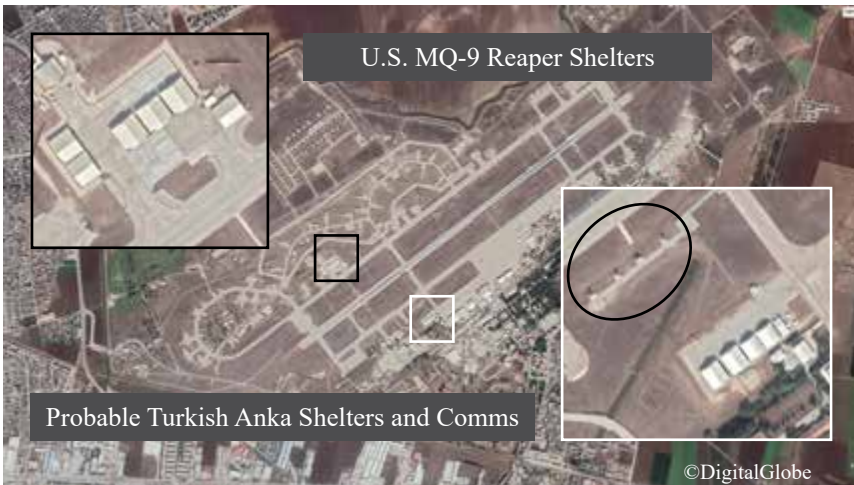 U.S. MQ-9 Reaper Shelters
Probable Turkish Anka Shelters and Comms
©DigitalGlobe